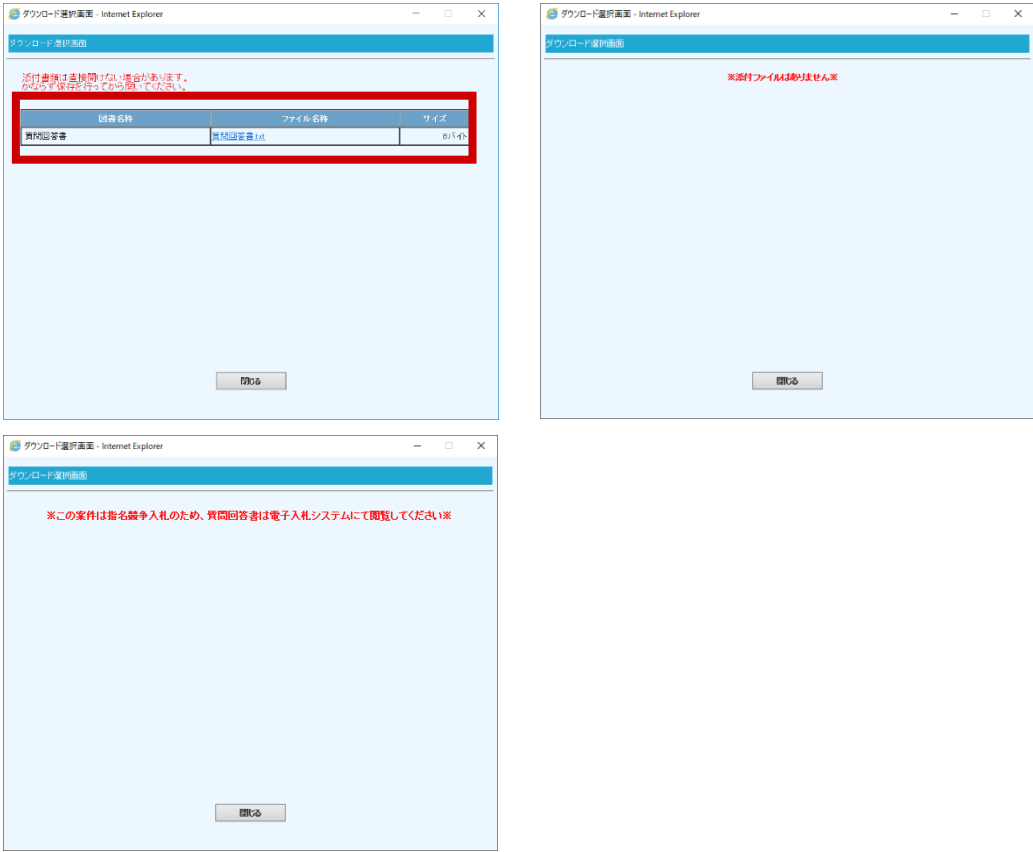 ダウンロード選択画面 - Internet Explorer
ダウンロード選択画面
添付書類は直接開けない場合があります。
かならず保存を行ってから開いてください。
図書名称 ファイル名称 サイズ
質問回答書 質問回答書.txt 8バイト
閉じる
ダウンロード選択画面 - Internet Explorer
ダウンロード選択画面
※添付ファイルはありません※
閉じる
ダウンロード選択画面 - Internet Explorer
ダウンロード選択画面
※この案件は指名競争入札のため、質問回答書は電子入札システムにて閲覧してください※
閉じる